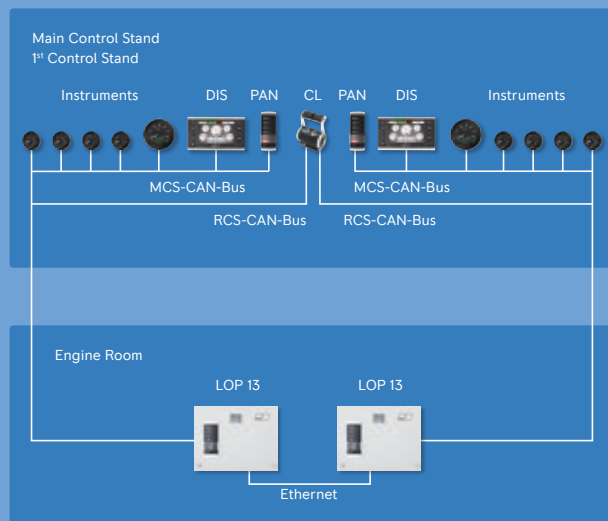 Main Control Stand
1st Control Stand
Instruments DIS PAN CL PAN DIS Instruments
MCS-CAN-Bus MCS-CAN-Bus
RCS-CAN-Bus RCS-CAN-Bus
Engine Room
LOP 13 LOP 13
Ethernet